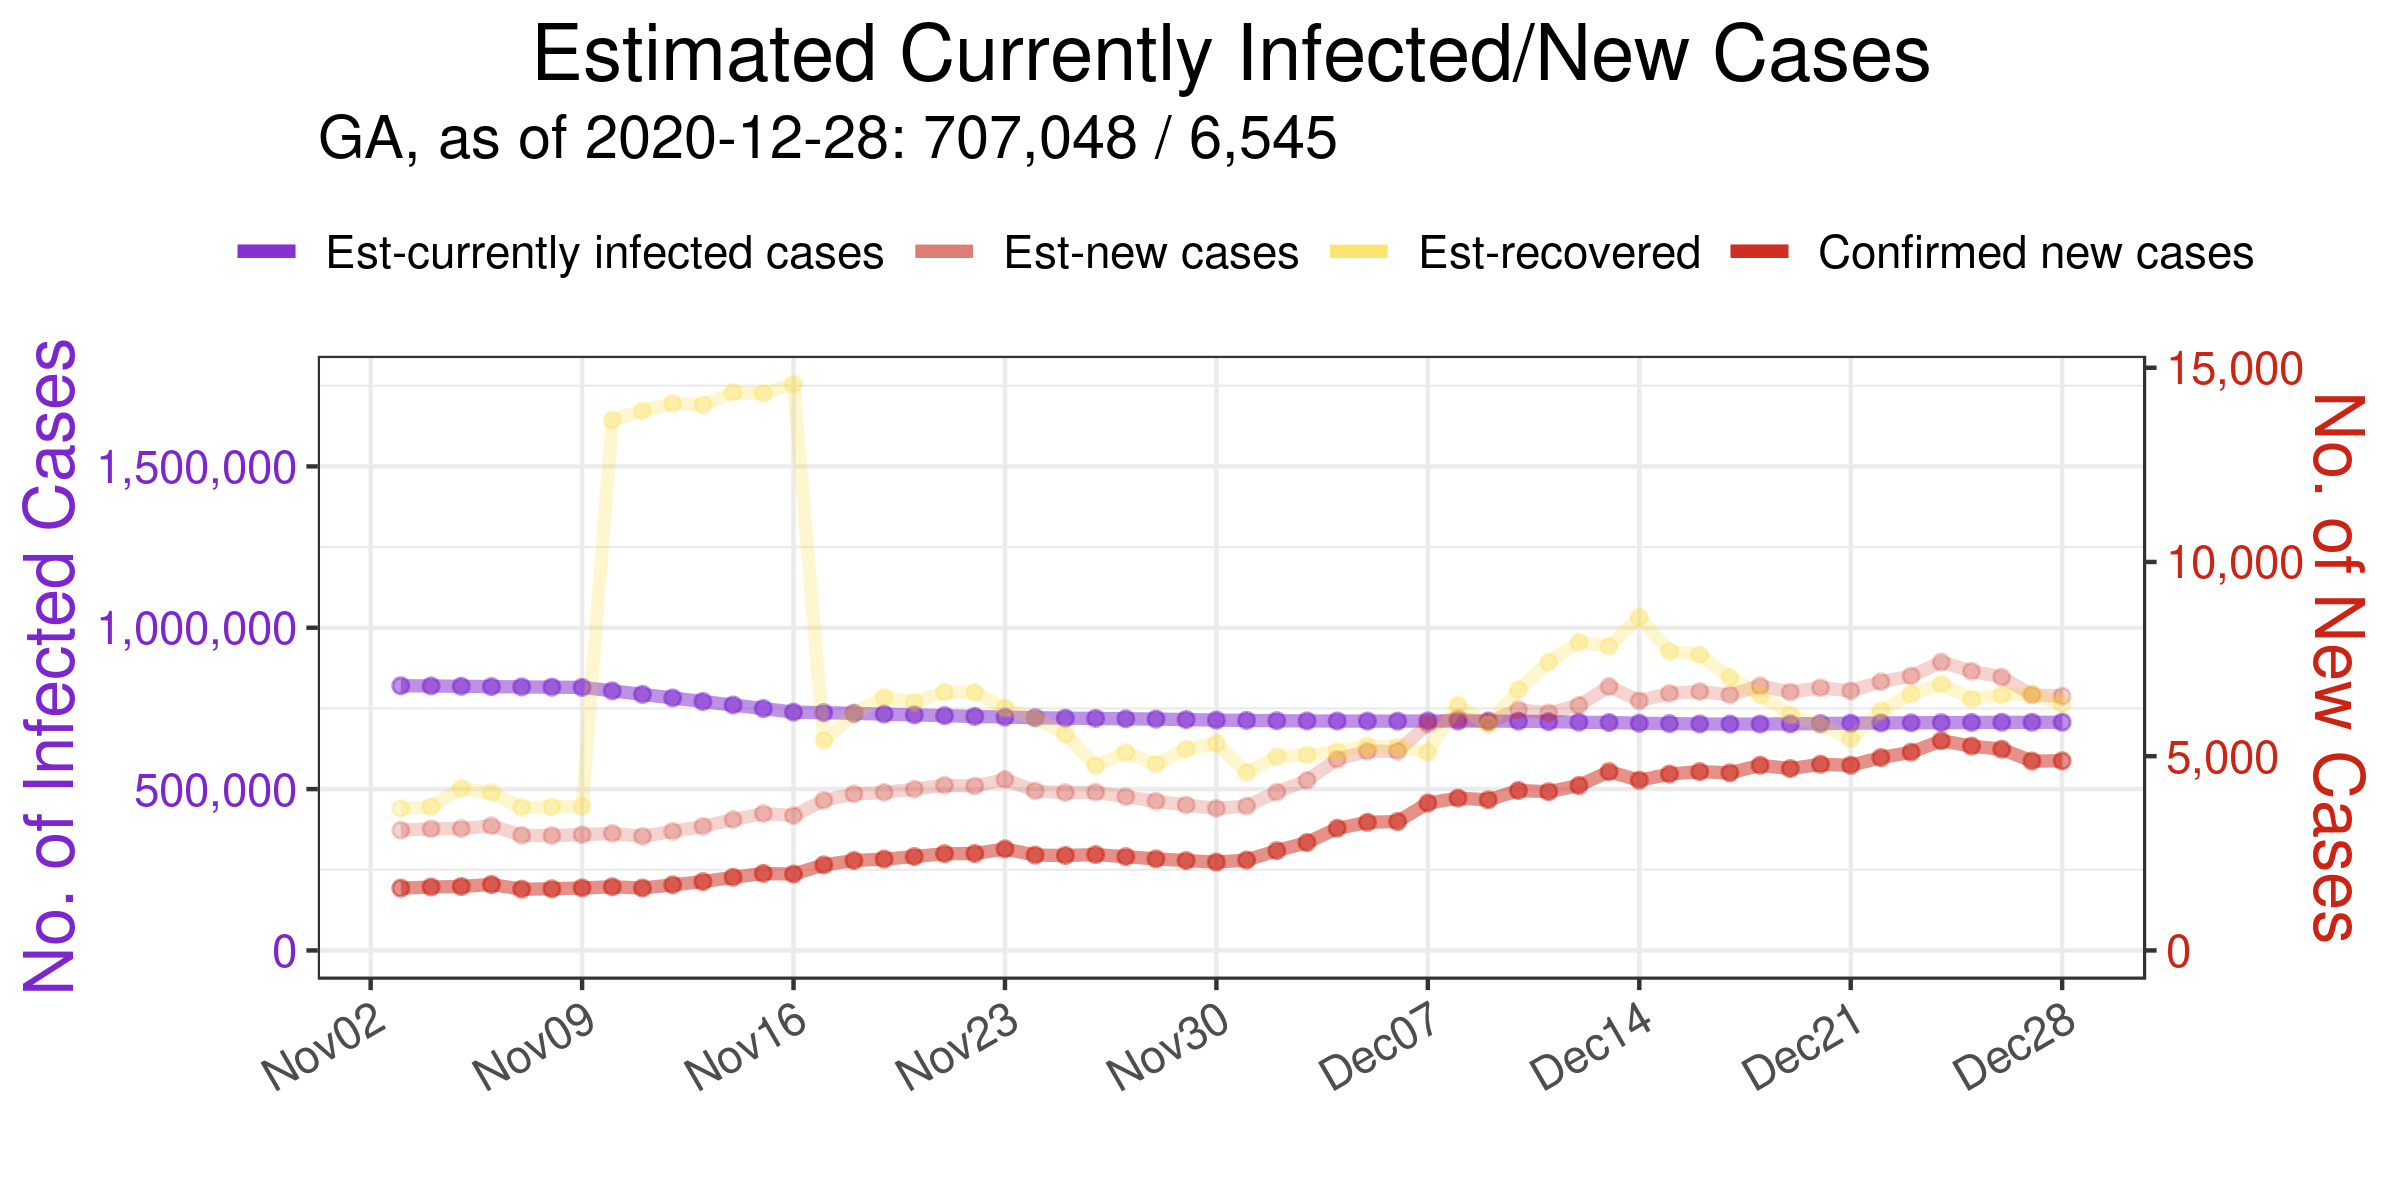 Estimated Currently Infected/New Cases
GA, as of 2020-12-28: 707,048 / 6,545
Est-currently infected cases Est-new cases Est-recovered Confirmed new cases
No. of Infected Cases
1,500,000
1,000,000
500,000
0
15,000
10,000
5,000
0
No. of New Cases
Nov02 Nov09 Nov16 Nov23 Nov30 Dec07 Dec14 Dec21 Dec28